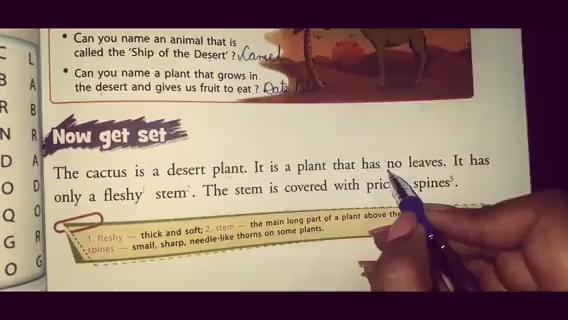 • Can you name an animal that is
called the 'Ship of the Desert' ? Camel
• Can you name a plant that grows in
the desert and gives us fruit to eat ? Date
Now get set
The cactus is a desert plant. It is a plant that has no leaves. It has
only a fleshy¹ stem². The stem is covered with spines³.
1. fleshy — thick and soft; 2. stem — the main long part of a plant above the
spines — small, sharp, needle-like thorns on some plants.
C
B
R
N
D
O
Q
G
O
L
A
B
R
A
D
O
R
G